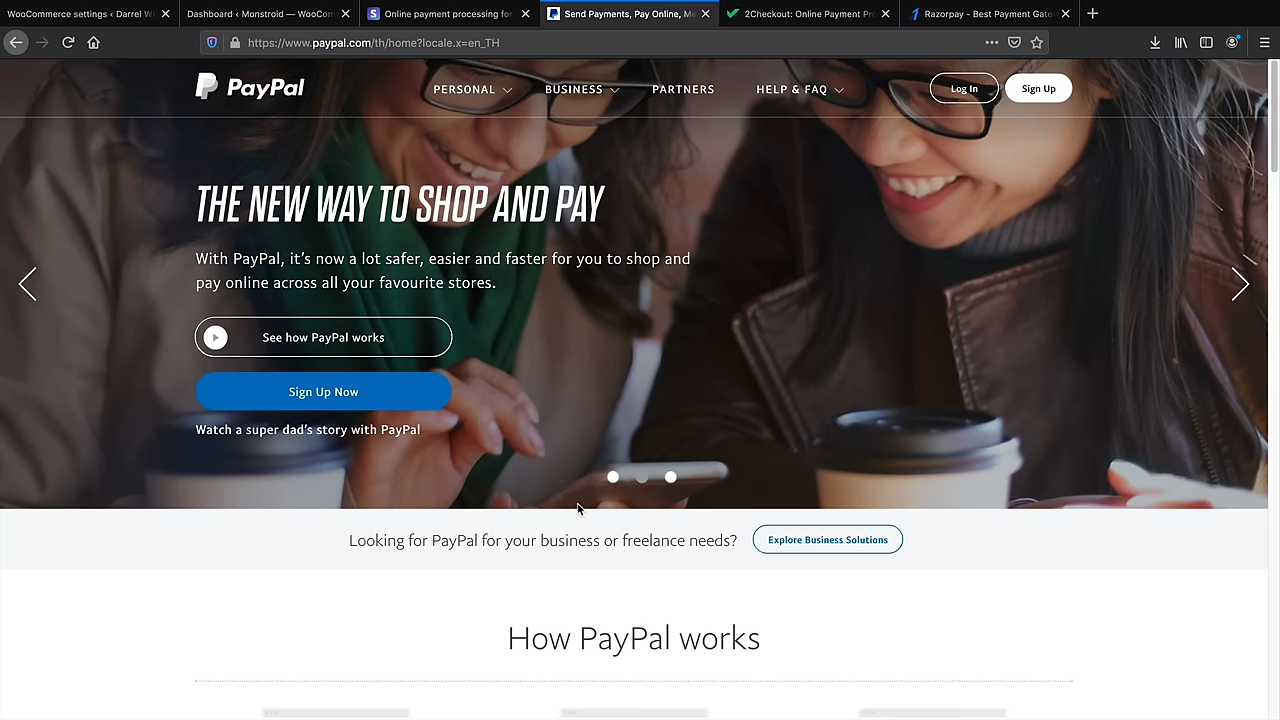 WooCommerce settings ‹ Darrel W
Dashboard ‹ Monstroid — WooCom
Online payment processing for
Send Payments, Pay Online, Me
2Checkout: Online Payment Pro
Razorpay - Best Payment Gate
https://www.paypal.com/th/home?locale.x=en_TH
PayPal
PERSONAL
BUSINESS
PARTNERS
HELP & FAQ
Log In
Sign Up
THE NEW WAY TO SHOP AND PAY
With PayPal, it’s now a lot safer, easier and faster for you to shop and
pay online across all your favourite stores.
See how PayPal works
Sign Up Now
Watch a super dad’s story with PayPal
Looking for PayPal for your business or freelance needs?
Explore Business Solutions
How PayPal works